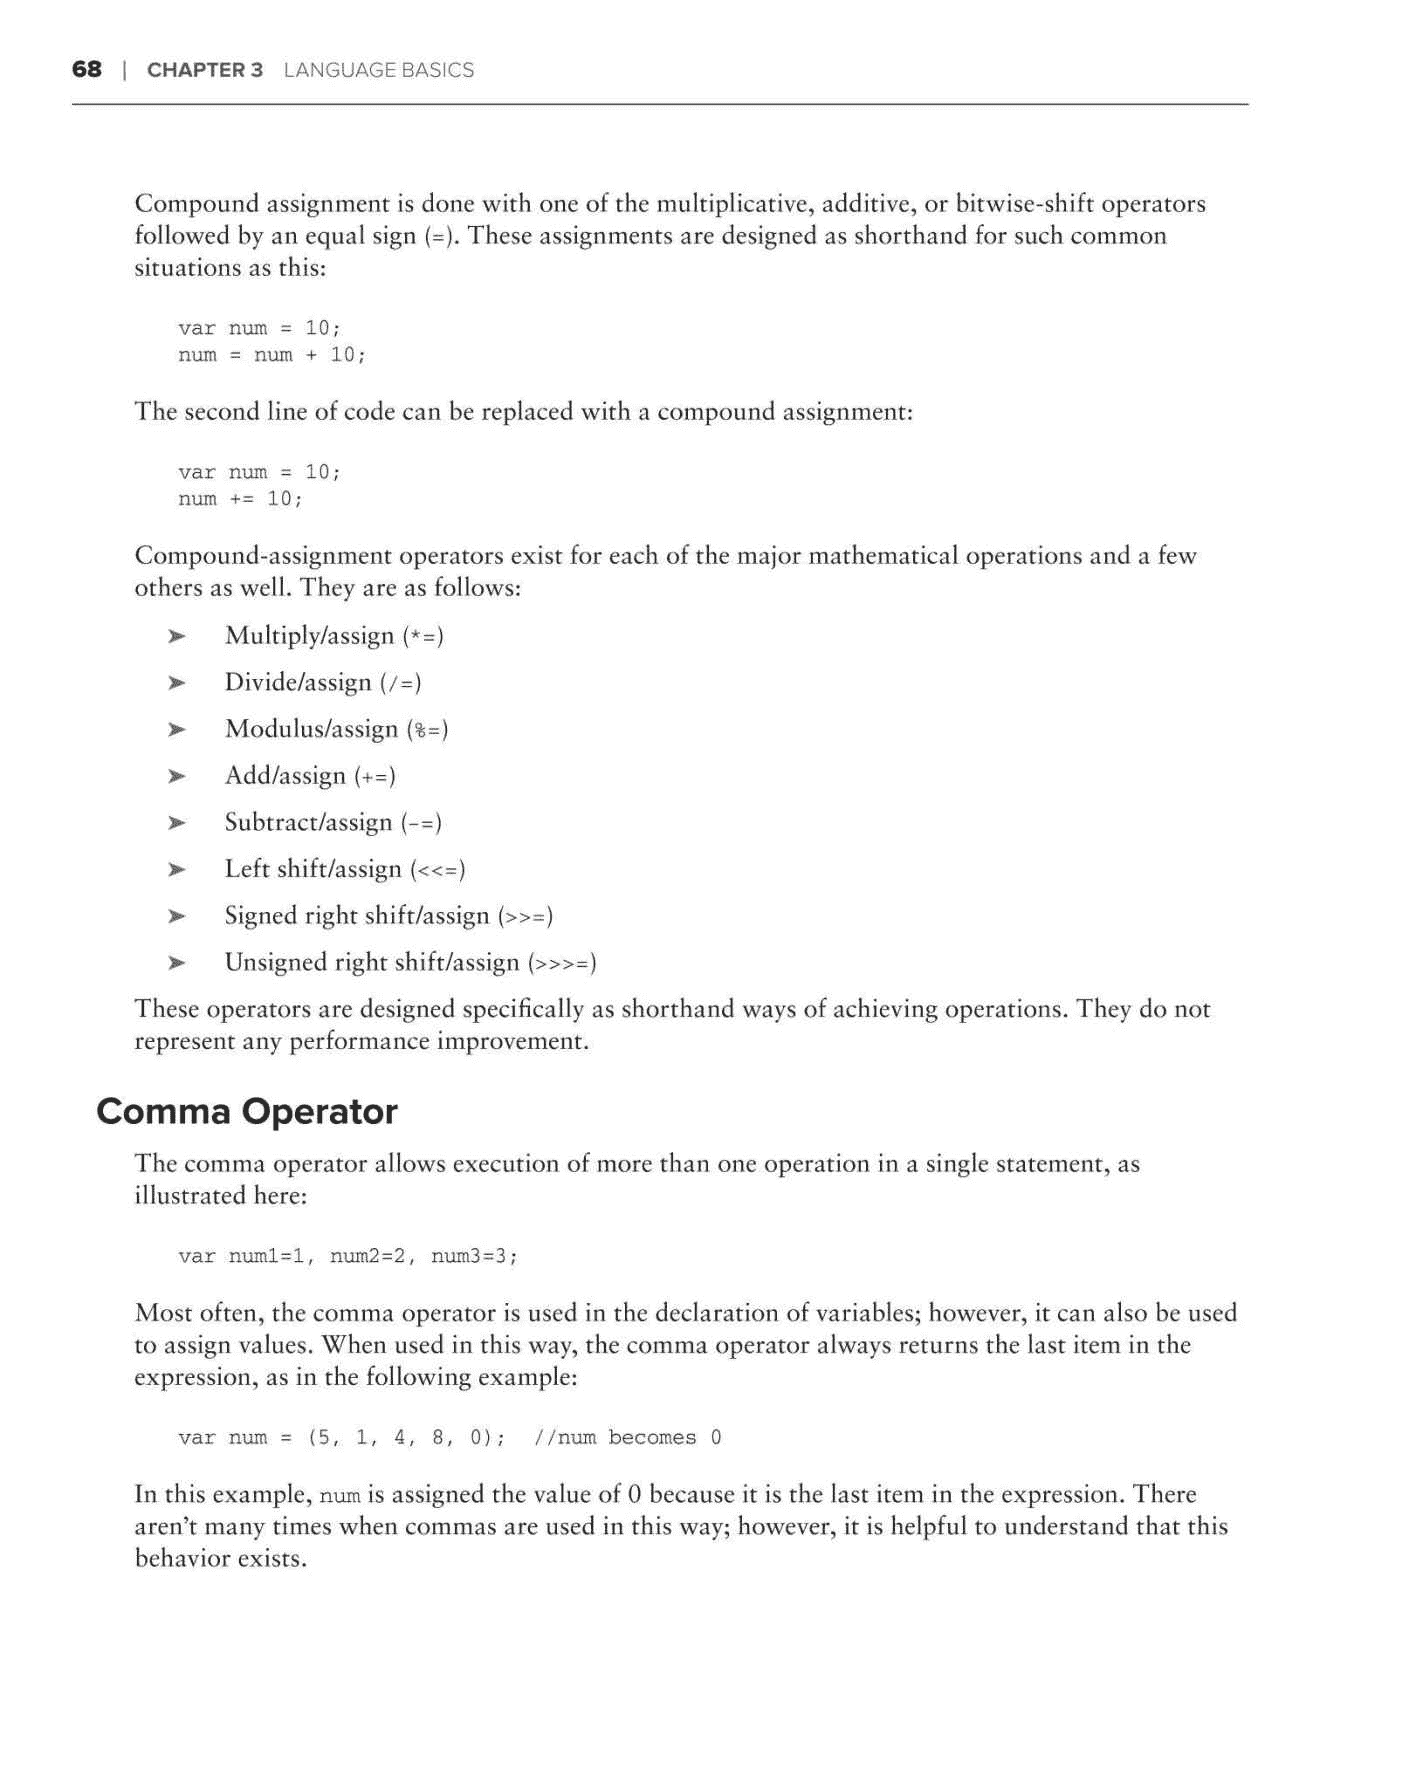 68 | CHAPTER 3 LANGUAGE BASICS
Compound assignment is done with one of the multiplicative, additive, or bitwise-shift operators
followed by an equal sign (=). These assignments are designed as shorthand for such common
situations as this:
var num = 10;
num = num + 10;
The second line of code can be replaced with a compound assignment:
var num = 10;
num += 10;
Compound-assignment operators exist for each of the major mathematical operations and a few
others as well. They are as follows:
➤ Multiply/assign (*=)
➤ Divide/assign (/=)
➤ Modulus/assign (%=)
➤ Add/assign (+=)
➤ Subtract/assign (-=)
➤ Left shift/assign (<<=)
➤ Signed right shift/assign (>>=)
➤ Unsigned right shift/assign (>>>=)
These operators are designed specifically as shorthand ways of achieving operations. They do not
represent any performance improvement.
Comma Operator
The comma operator allows execution of more than one operation in a single statement, as
illustrated here:
var num1=1, num2=2, num3=3;
Most often, the comma operator is used in the declaration of variables; however, it can also be used
to assign values. When used in this way, the comma operator always returns the last item in the
expression, as in the following example:
var num = (5, 1, 4, 8, 0); //num becomes 0
In this example, num is assigned the value of 0 because it is the last item in the expression. There
aren’t many times when commas are used in this way; however, it is helpful to understand that this
behavior exists.